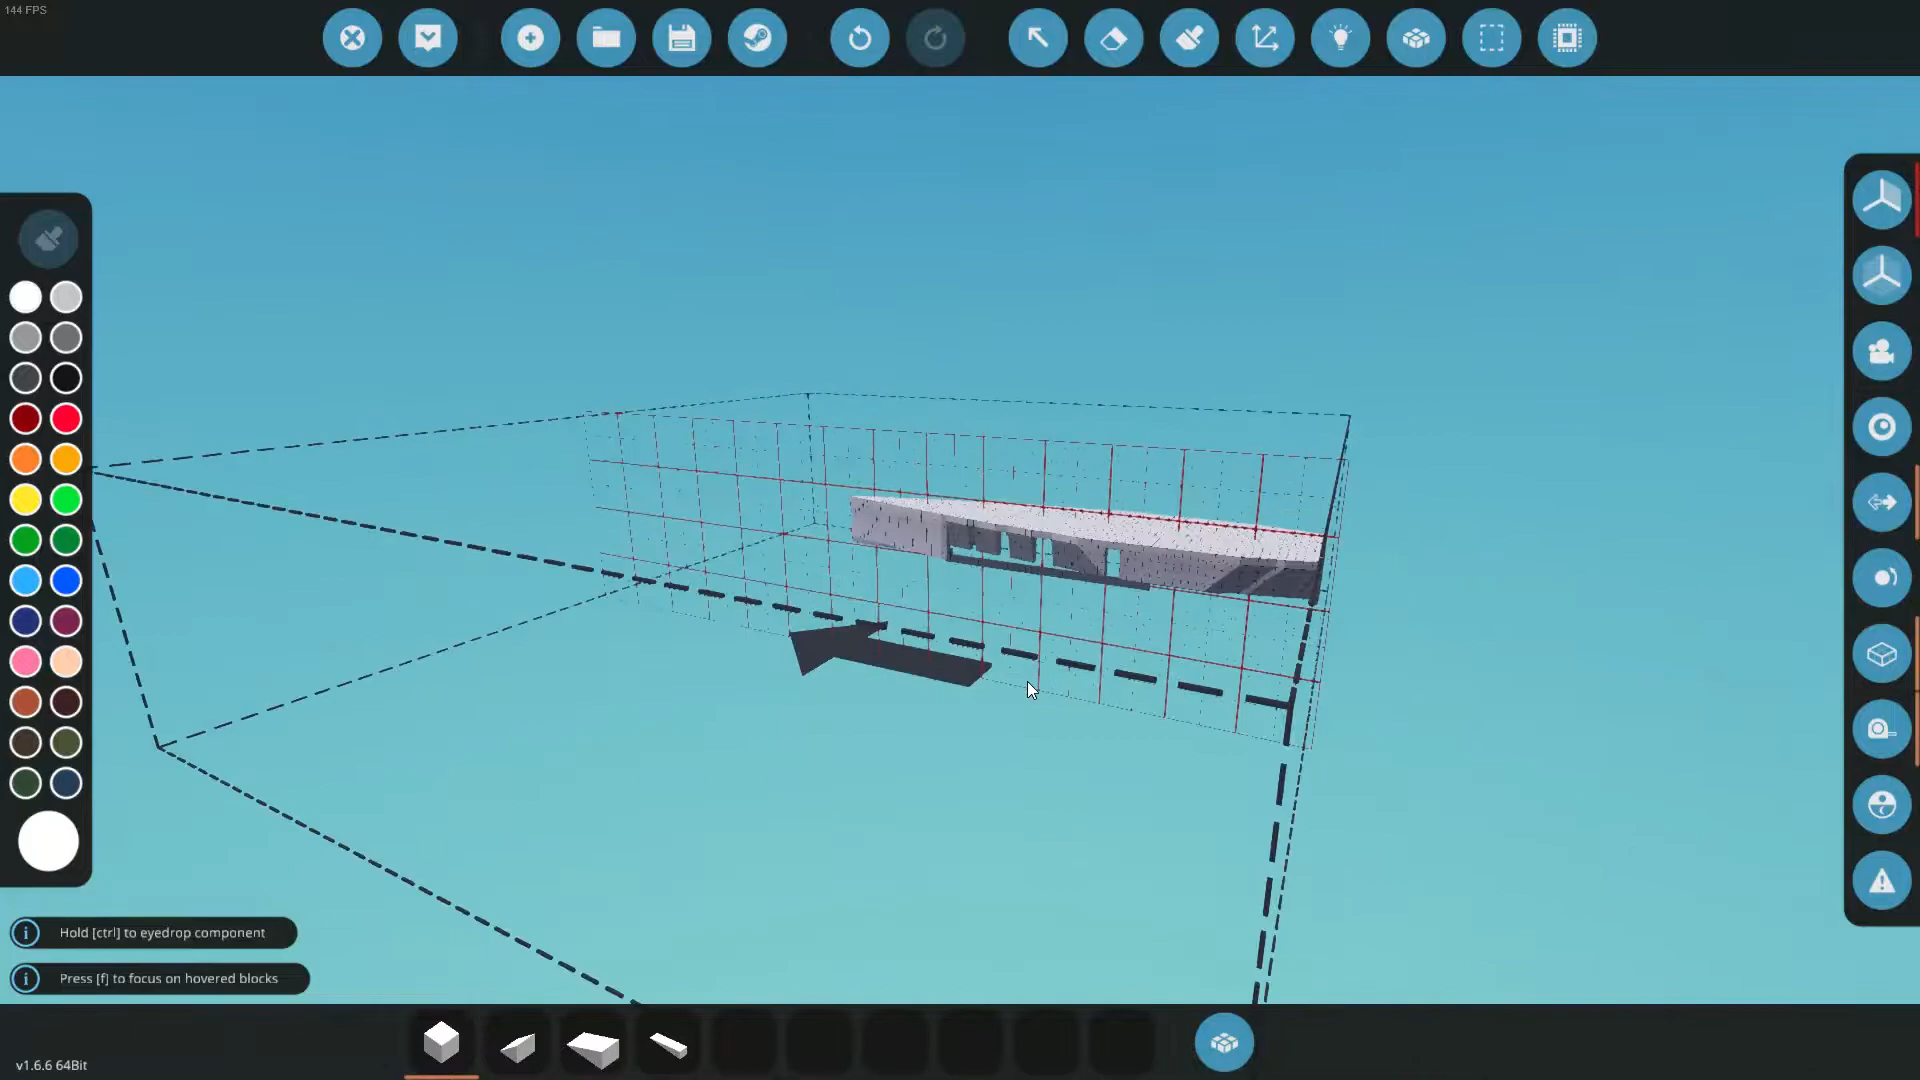 144 FPS
Hold [ctrl] to eyedrop component
Press [f] to focus on hovered blocks
v1.6.6 64Bit